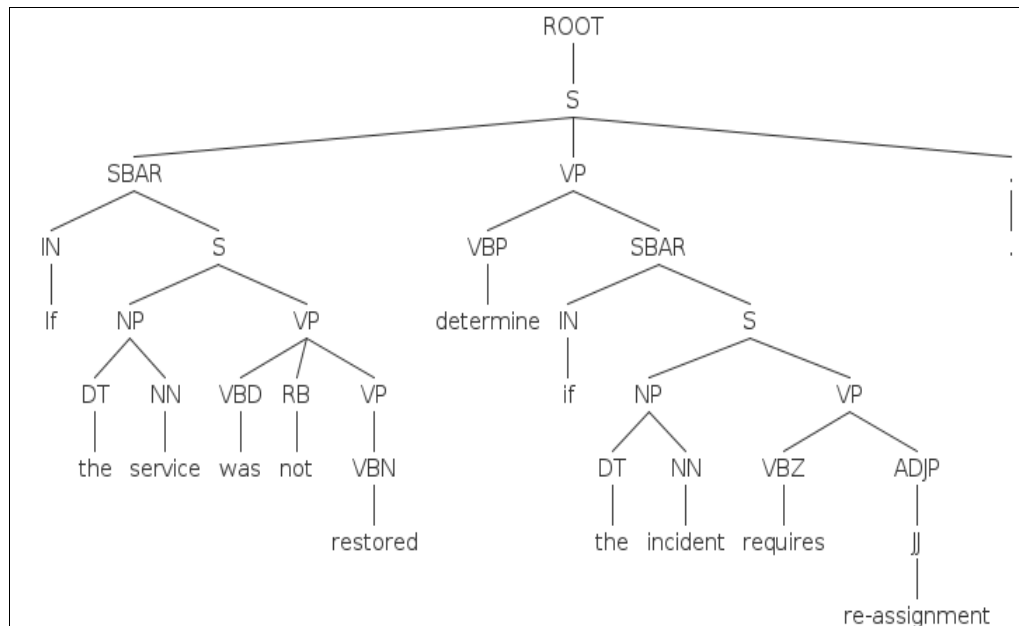 ROOT
S
SBAR VP .
IN S VBP SBAR .
If NP VP determine IN S
DT NN VBD RB VP if NP VP
the service was not VBN DT NN VBZ ADJP
restored the incident requires JJ
re-assignment